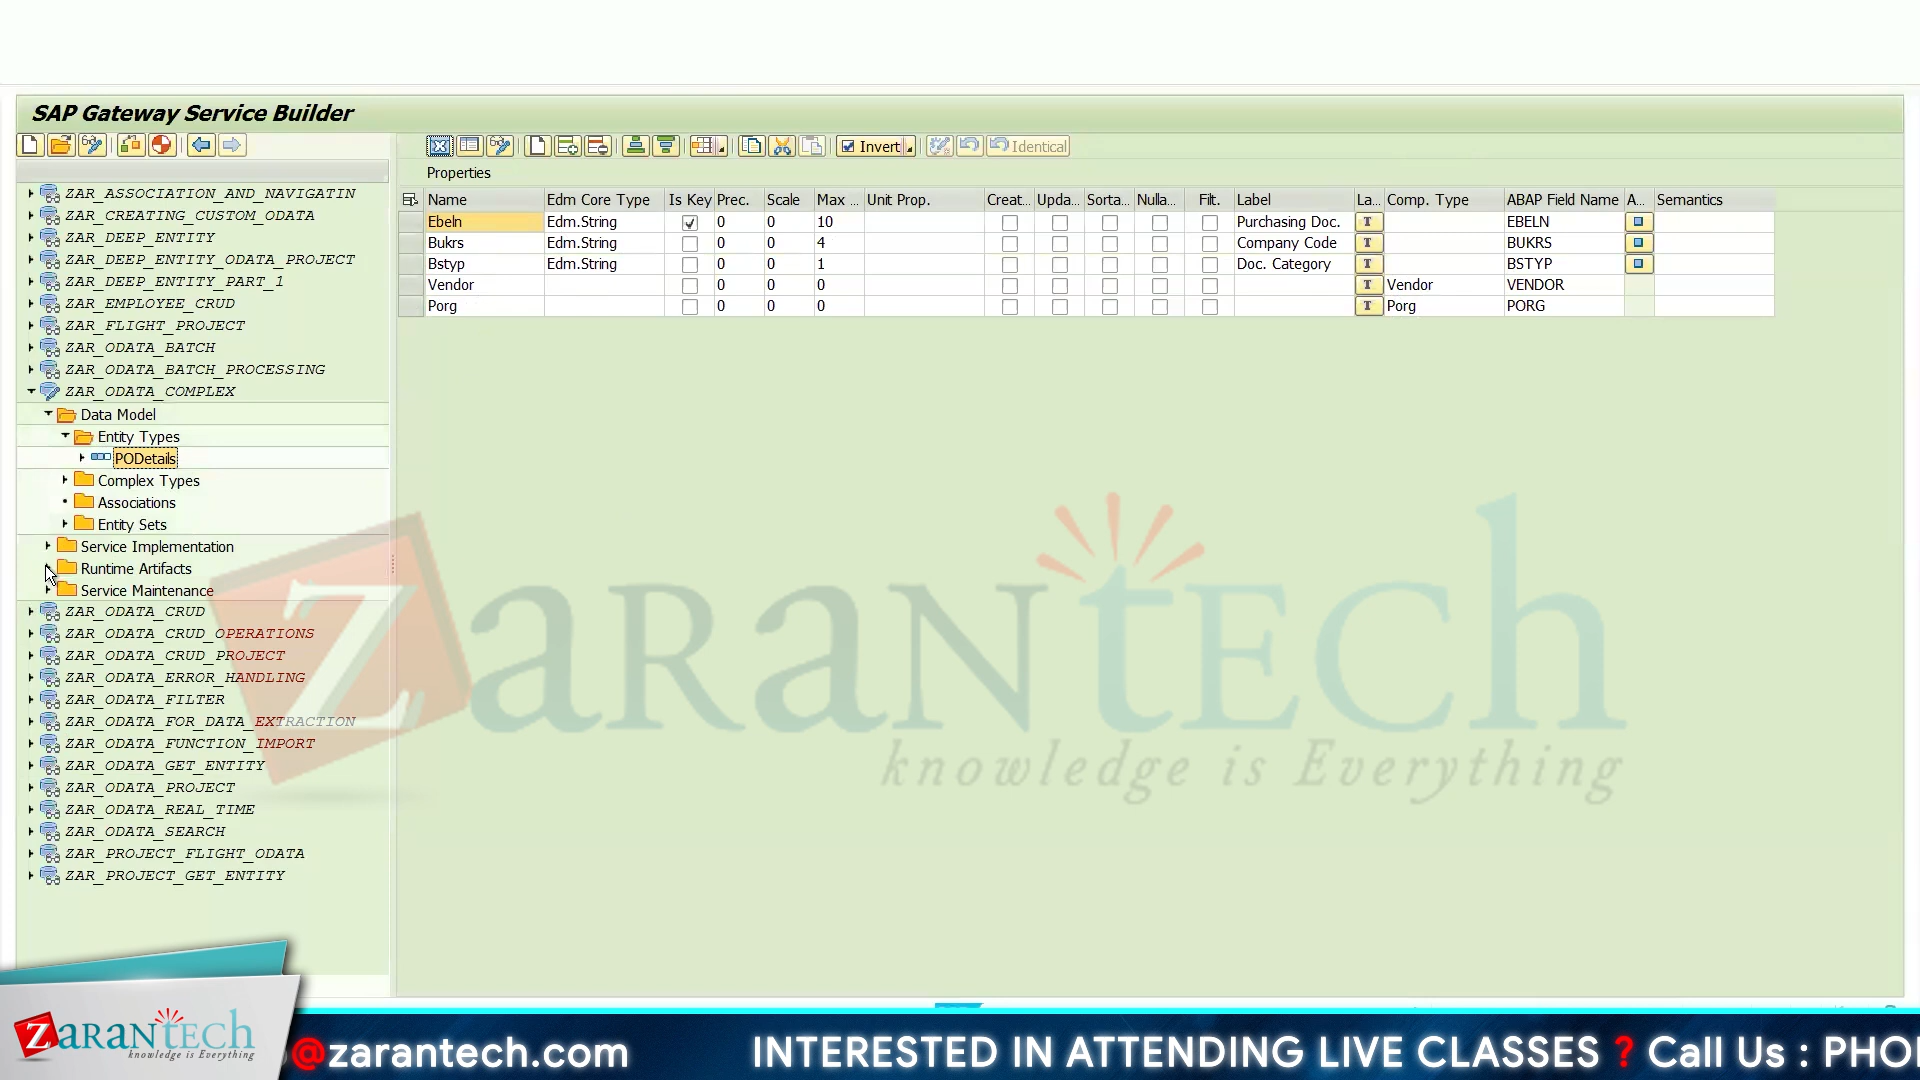 SAP Gateway Service Builder
Invert
Identical
Properties
Name Edm Core Type Is Key Prec. Scale Max ... Unit Prop. Creat... Upda... Sorta... Nulla... Filt. Label La... Comp. Type ABAP Field Name A... Semantics
Ebeln Edm.String 0 0 10 Purchasing Doc. T EBELN
Bukrs Edm.String 0 0 4 Company Code T BUKRS
Bstyp Edm.String 0 0 1 Doc. Category T BSTYP
Vendor 0 0 0 T Vendor VENDOR
Porg 0 0 0 T Porg PORG
ZAR_ASSOCIATION_AND_NAVIGATIN
ZAR_CREATING_CUSTOM_ODATA
ZAR_DEEP_ENTITY
ZAR_DEEP_ENTITY_ODATA_PROJECT
ZAR_DEEP_ENTITY_PART_1
ZAR_EMPLOYEE_CRUD
ZAR_FLIGHT_PROJECT
ZAR_ODATA_BATCH
ZAR_ODATA_BATCH_PROCESSING
ZAR_ODATA_COMPLEX
Data Model
Entity Types
PODetails
Complex Types
Associations
Entity Sets
Service Implementation
Runtime Artifacts
Service Maintenance
ZAR_ODATA_CRUD
ZAR_ODATA_CRUD_OPERATIONS
ZAR_ODATA_CRUD_PROJECT
ZAR_ODATA_ERROR_HANDLING
ZAR_ODATA_FILTER
ZAR_ODATA_FOR_DATA_EXTRACTION
ZAR_ODATA_FUNCTION_IMPORT
ZAR_ODATA_GET_ENTITY
ZAR_ODATA_PROJECT
ZAR_ODATA_REAL_TIME
ZAR_ODATA_SEARCH
ZAR_PROJECT_FLIGHT_ODATA
ZAR_PROJECT_GET_ENTITY
ZaRaNtECh
knowledge is Everything
ZaRaNtECh
knowledge is Everything
@zarantech.com INTERESTED IN ATTENDING LIVE CLASSES ? Call Us : PHO